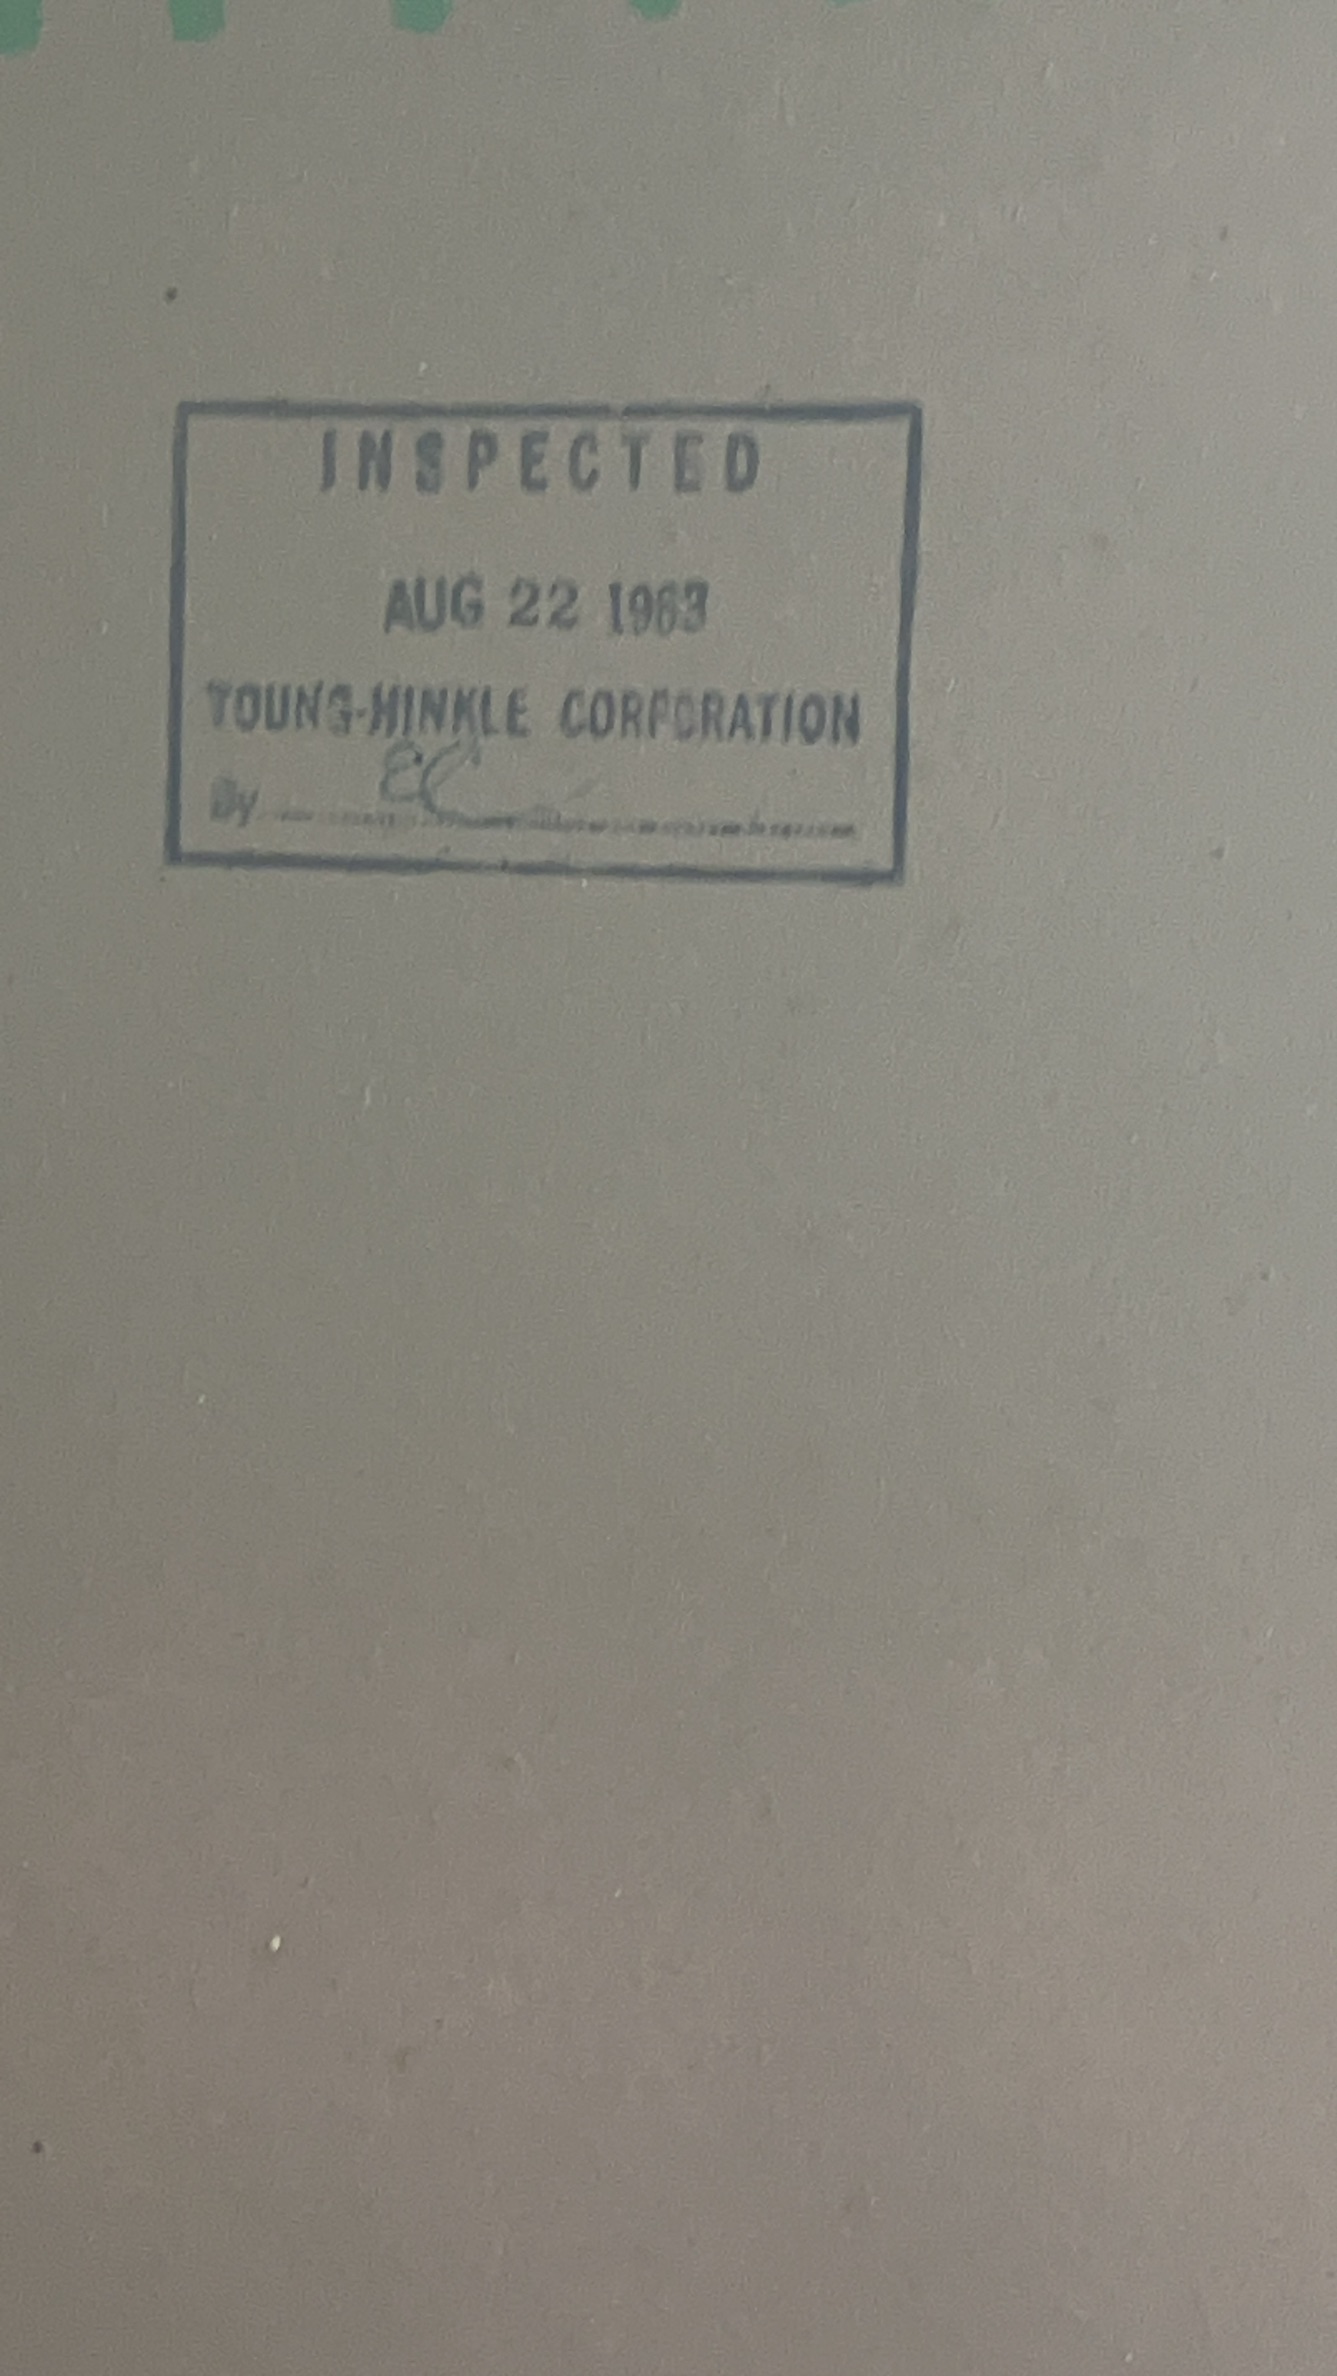 INSPECTED
AUG 22 1963
YOUNG-HINKLE CORPORATION
By